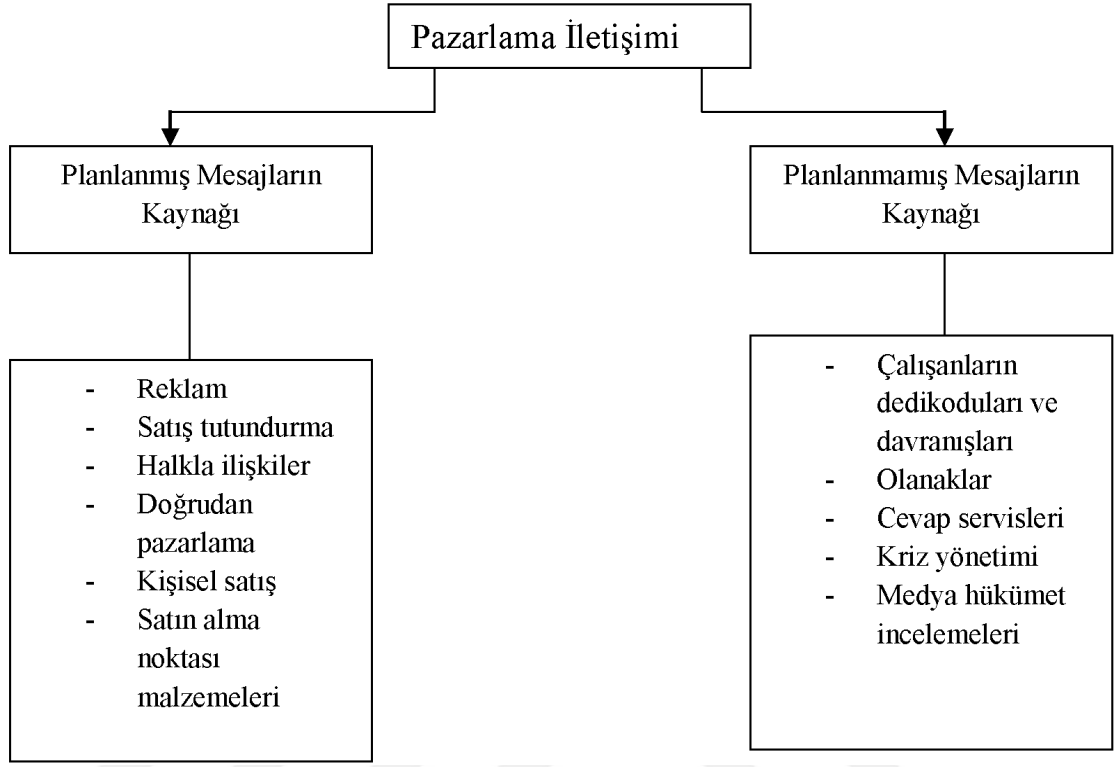 Pazarlama İletişimi
Planlanmış Mesajların
Kaynağı
Planlanmamış Mesajların
Kaynağı
- Reklam
- Satış tutundurma
- Halkla ilişkiler
- Doğrudan
pazarlama
- Kişisel satış
- Satın alma
noktası
malzemeleri
- Çalışanların
dedikoduları ve
davranışları
- Olanaklar
- Cevap servisleri
- Kriz yönetimi
- Medya hükümet
incelemeleri